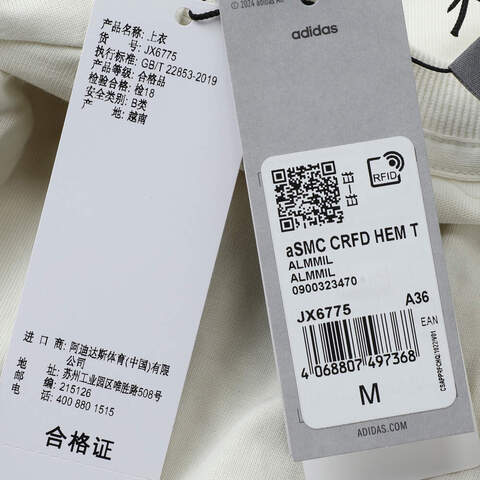 产品名称: 上衣
货 号: JX6775
执行标准: GB/T 22853-2019
产品等级: 合格品
检验合格: 检18
安全类别: B类
产 地: 越南
进 口 商: 阿迪达斯体育(中国)有限公司
地 址: 苏州工业园区唯胜路508号
邮 编: 215126
电 话: 400 880 1515
合格证
© 2024 adidas
adidas
RFID
aSMC CRFD HEM T
ALMMIL
ALMMIL
0900323470
JX6775 A36
EAN
4 068807 497368
M
ADIDAS.COM